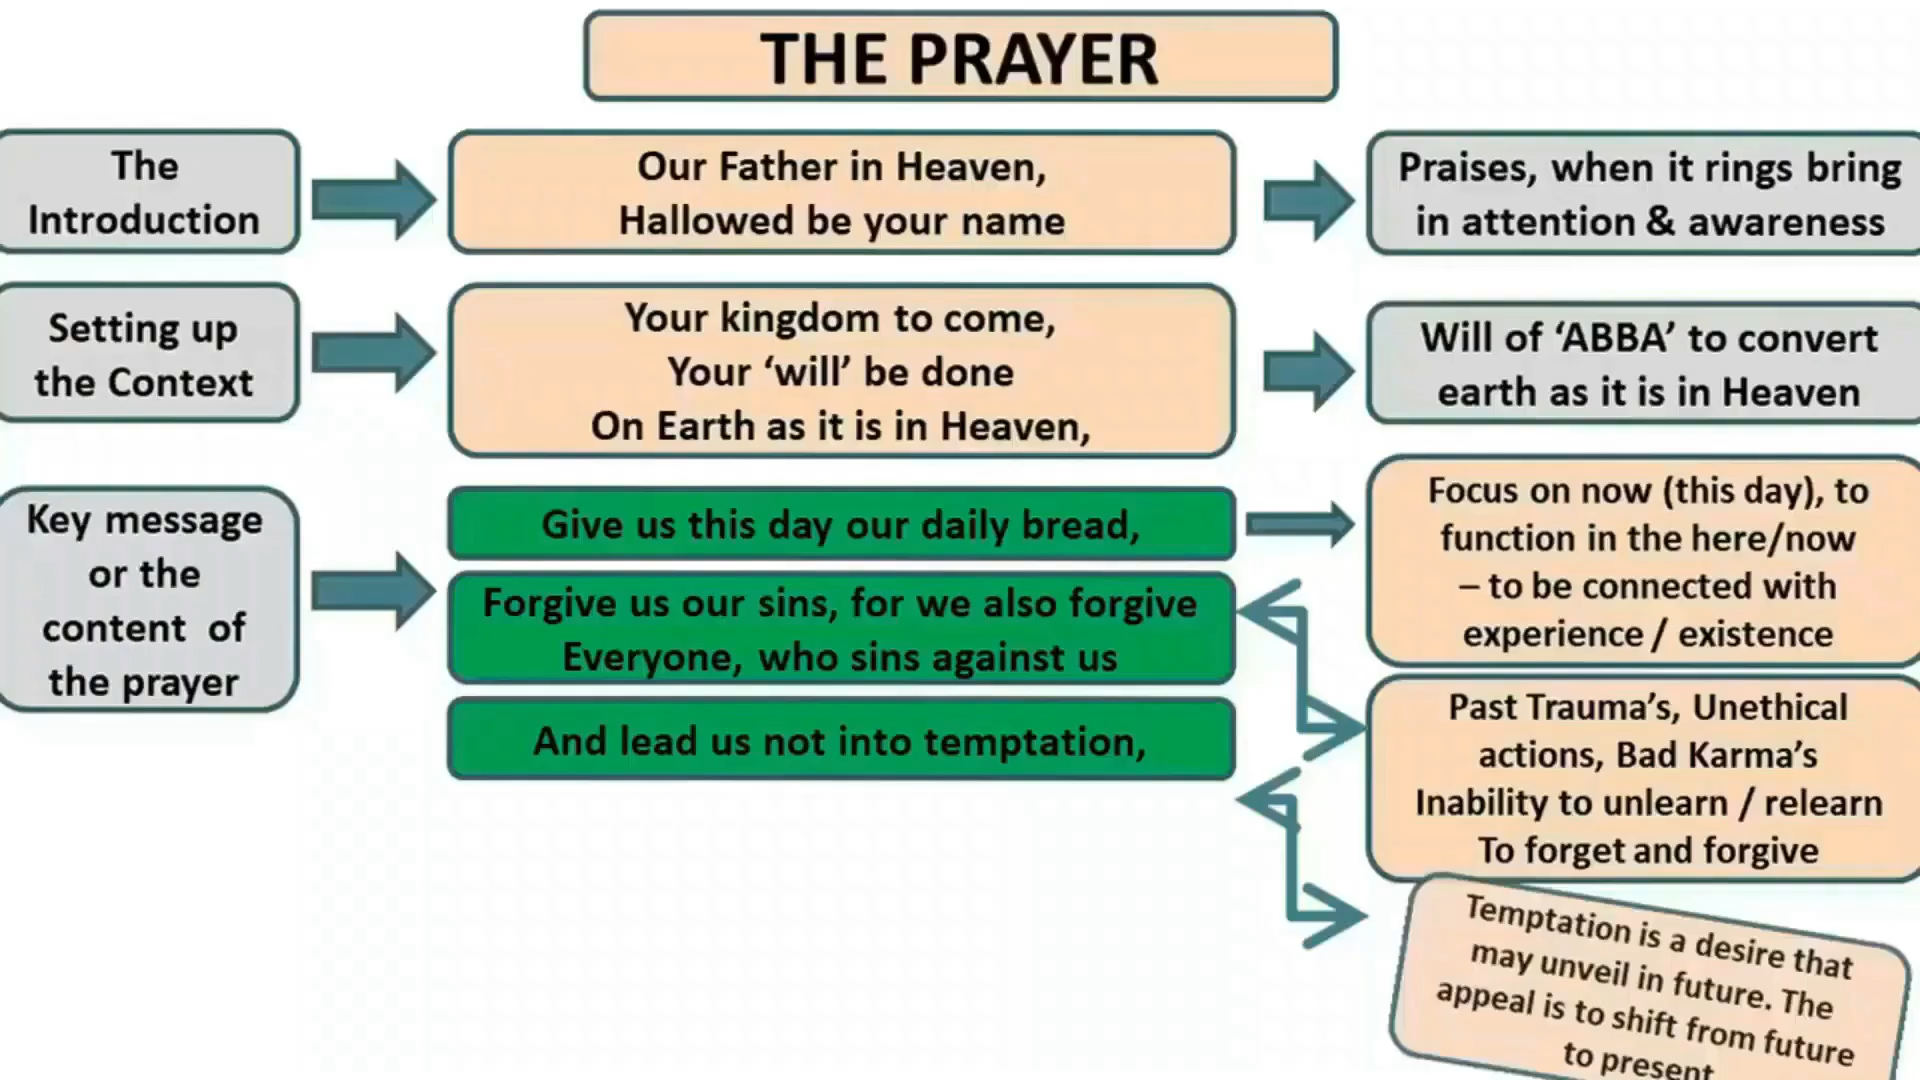 THE PRAYER
The
Introduction
Our Father in Heaven,
Hallowed be your name
Praises, when it rings bring
in attention & awareness
Setting up
the Context
Your kingdom to come,
Your ‘will’ be done
On Earth as it is in Heaven,
Will of ‘ABBA’ to convert
earth as it is in Heaven
Key message
or the
content of
the prayer
Give us this day our daily bread,
Focus on now (this day), to
function in the here/now
– to be connected with
experience / existence
Forgive us our sins, for we also forgive
Everyone, who sins against us
Past Trauma’s, Unethical
actions, Bad Karma’s
Inability to unlearn / relearn
To forget and forgive
And lead us not into temptation,
Temptation is a desire that
may unveil in future. The
appeal is to shift from future
to present